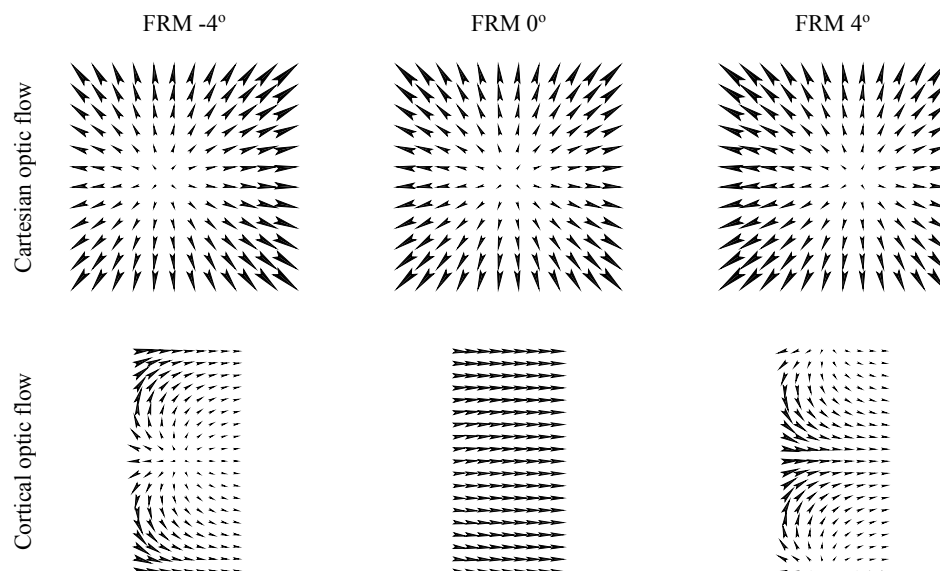 FRM -4º
FRM 0º
FRM 4º
Cartesian optic flow
Cortical optic flow